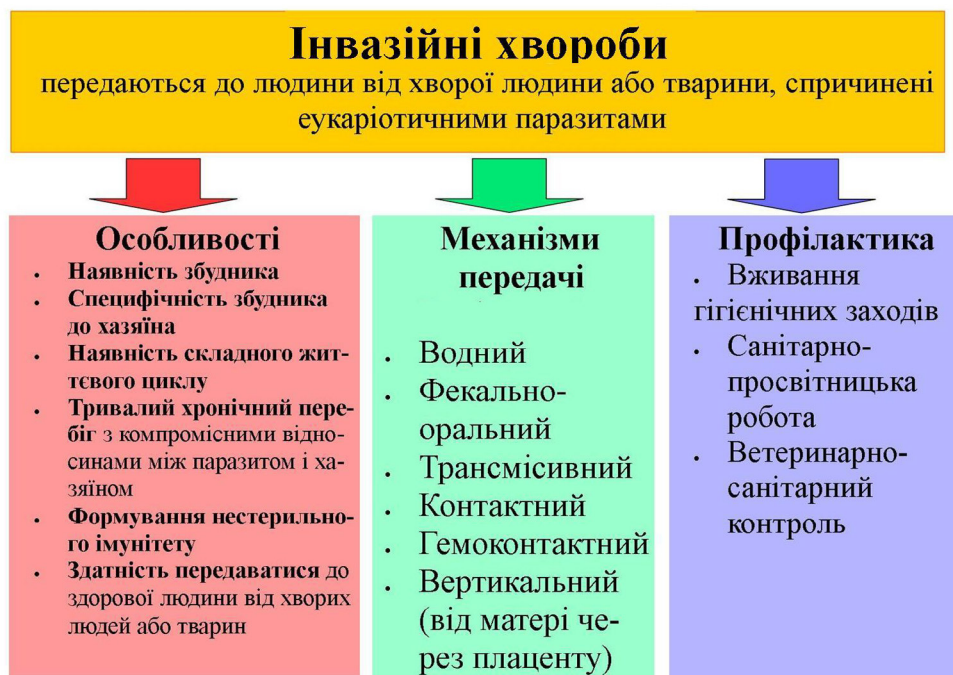 Інвазійні хвороби
передаються до людини від хворої людини або тварини, спричинені
еукаріотичними паразитами
Особливості
• Наявність збудника
• Специфічність збудника
до хазяїна
• Наявність складного жит-
тєвого циклу
• Тривалий хронічний пере-
біг з компромісними відно-
синами між паразитом і ха-
зяїном
• Формування нестерильно-
го імунітету
• Здатність передаватися до
здорової людини від хворих
людей або тварин
Механізми
передачі
• Водний
• Фекально-
оральний
• Трансмісивний
• Контактний
• Гемоконтактний
• Вертикальний
(від матері че-
рез плаценту)
Профілактика
• Вживання
гігієнічних заходів
• Санітарно-
просвітницька
робота
• Ветеринарно-
санітарний
контроль